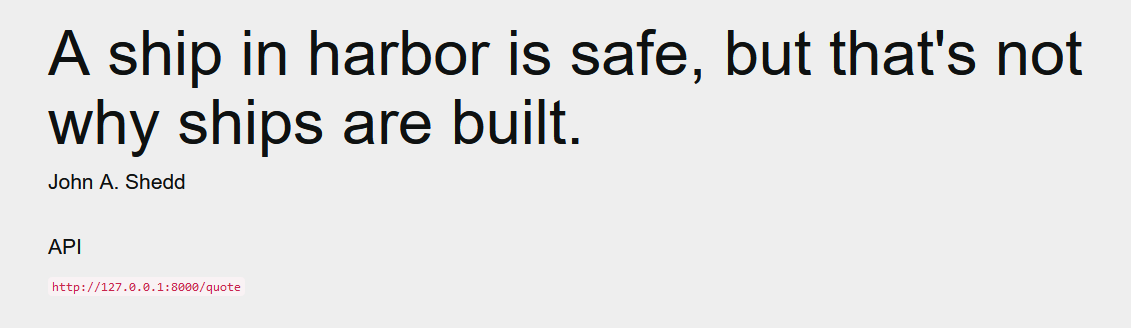 A ship in harbor is safe, but that's not
why ships are built.
John A. Shedd
API
http://127.0.0.1:8000/quote